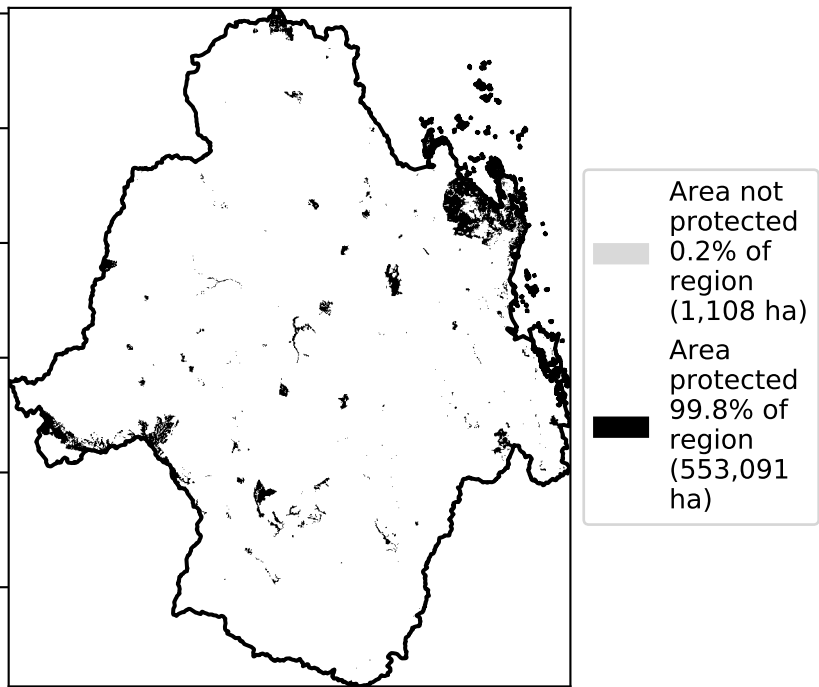 Area not
protected
0.2% of
region
(1,108 ha)
Area
protected
99.8% of
region
(553,091
ha)